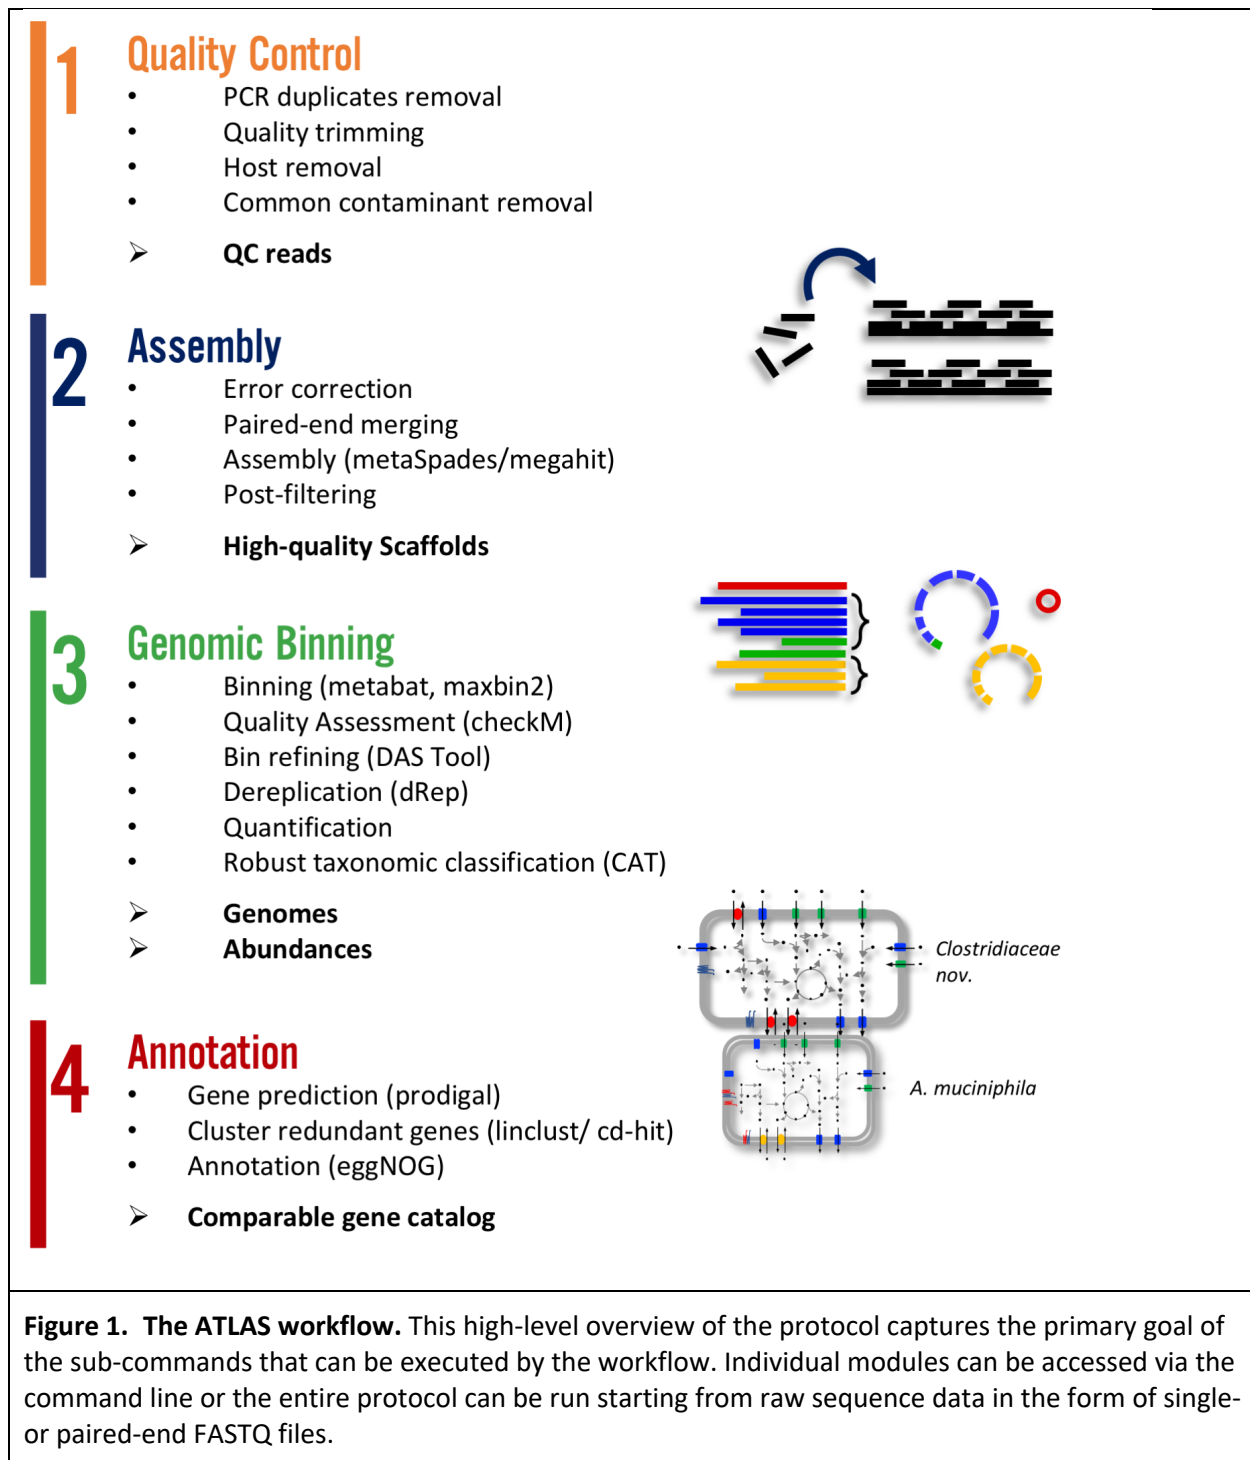 1 Quality Control
• PCR duplicates removal
• Quality trimming
• Host removal
• Common contaminant removal
➢ QC reads
2 Assembly
• Error correction
• Paired-end merging
• Assembly (metaSpades/megahit)
• Post-filtering
➢ High-quality Scaffolds
3 Genomic Binning
• Binning (metabat, maxbin2)
• Quality Assessment (checkM)
• Bin refining (DAS Tool)
• Dereplication (dRep)
• Quantification
• Robust taxonomic classification (CAT)
➢ Genomes
➢ Abundances
Clostridiaceae
nov.
4 Annotation
• Gene prediction (prodigal)
• Cluster redundant genes (linclust/ cd-hit)
• Annotation (eggNOG)
➢ Comparable gene catalog
A. muciniphila
Figure 1. The ATLAS workflow. This high-level overview of the protocol captures the primary goal of
the sub-commands that can be executed by the workflow. Individual modules can be accessed via the
command line or the entire protocol can be run starting from raw sequence data in the form of single-
or paired-end FASTQ files.